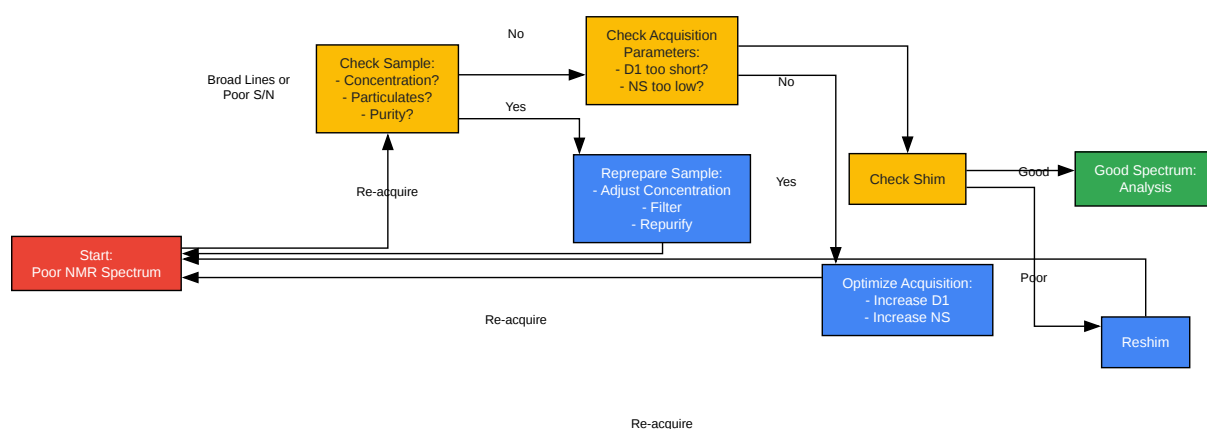 No
Check Acquisition
Parameters:
- D1 too short?
- NS too low?
Check Sample:
- Concentration?
- Particulates?
- Purity?
Broad Lines or
Poor S/N
No
Yes
Check Shim
Good
Good Spectrum:
Analysis
Reprepare Sample:
- Adjust Concentration
- Filter
- Repurify
Yes
Re-acquire
Start:
Poor NMR Spectrum
Optimize Acquisition:
- Increase D1
- Increase NS
Poor
Re-acquire
Reshim
Re-acquire